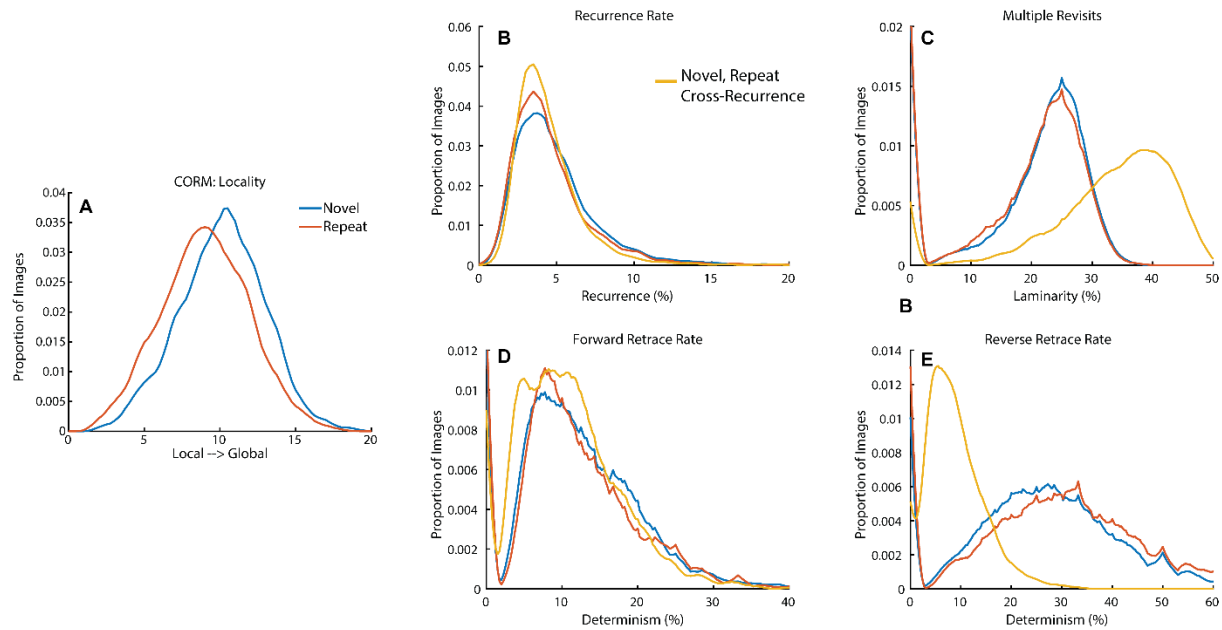 CORM: Locality
A
Novel
Repeat
Proportion of Images
0.04
0.035
0.03
0.025
0.02
0.015
0.01
0.005
0
0 5 10 15 20
Local --> Global
Recurrence Rate
B
Novel, Repeat
Cross-Recurrence
Proportion of Images
0.06
0.05
0.04
0.03
0.02
0.01
0
0 5 10 15 20
Recurrence (%)
Multiple Revisits
C
Proportion of Images
0.02
0.015
0.01
0.005
0
0 10 20 30 40 50
Laminarity (%)
B
Forward Retrace Rate
D
Proportion of Images
0.012
0.01
0.008
0.006
0.004
0.002
0
0 10 20 30 40
Determinism (%)
Reverse Retrace Rate
E
Proportion of Images
0.014
0.012
0.01
0.008
0.006
0.004
0.002
0
0 10 20 30 40 50 60
Determinism (%)